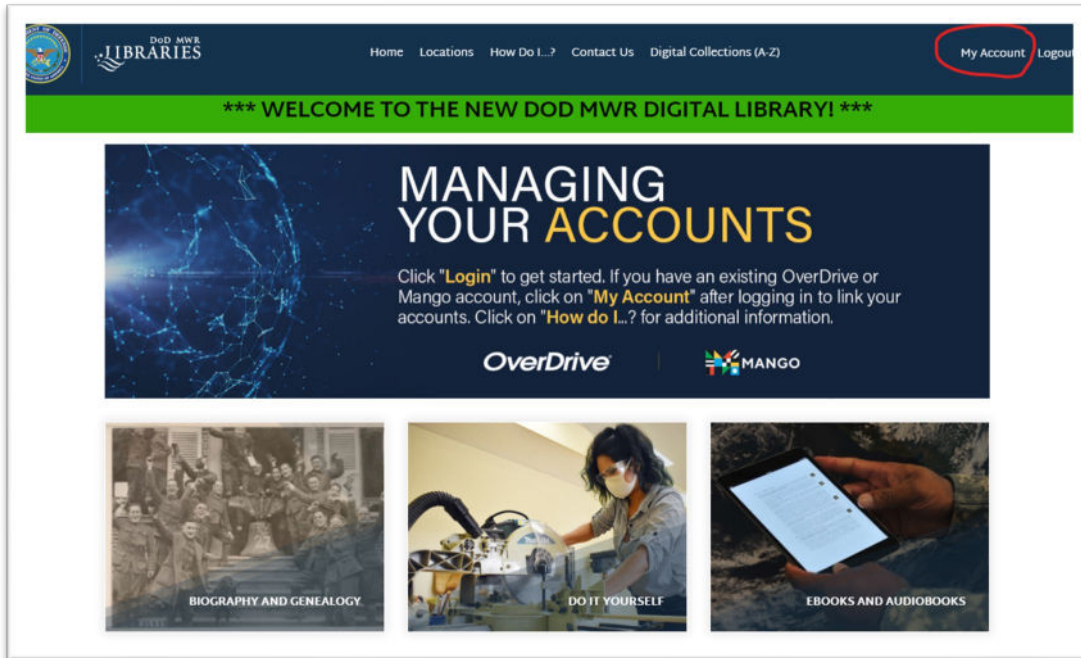 DoD MWR
LIBRARIES
Home Locations How Do I...? Contact Us Digital Collections (A-Z)
My Account Logout
*** WELCOME TO THE NEW DOD MWR DIGITAL LIBRARY! ***
MANAGING
YOUR ACCOUNTS
Click "Login" to get started. If you have an existing OverDrive or
Mango account, click on "My Account" after logging in to link your
accounts. Click on "How do I...? for additional information.
OverDrive
MANGO
BIOGRAPHY AND GENEALOGY
DO IT YOURSELF
EBOOKS AND AUDIOBOOKS